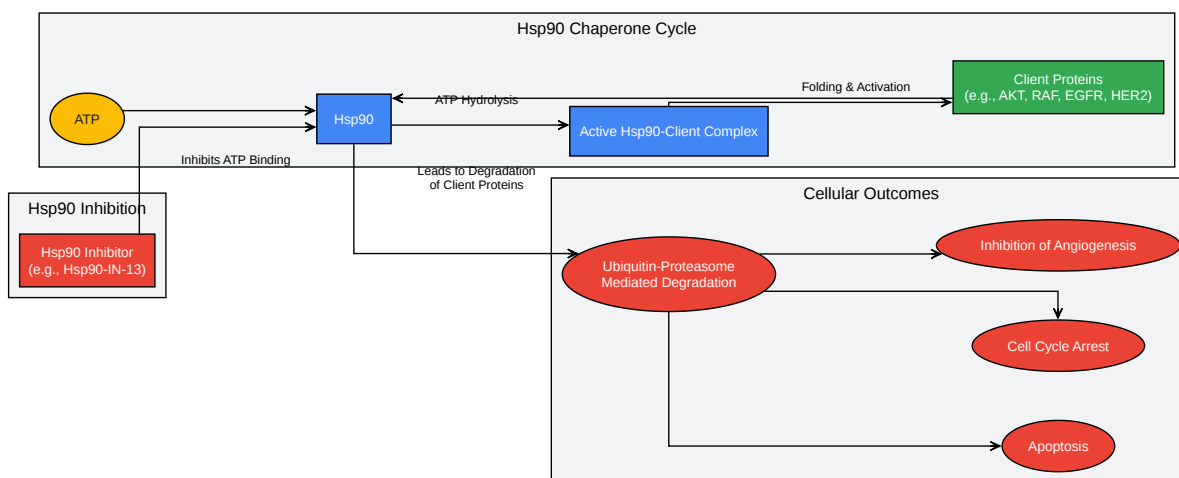 Hsp90 Chaperone Cycle
Client Proteins
(e.g., AKT, RAF, EGFR, HER2)
Folding & Activation
ATP Hydrolysis
ATP
Hsp90
Active Hsp90-Client Complex
Inhibits ATP Binding
Leads to Degradation
of Client Proteins
Cellular Outcomes
Hsp90 Inhibition
Hsp90 Inhibitor
(e.g., Hsp90-IN-13)
Ubiquitin-Proteasome
Mediated Degradation
Inhibition of Angiogenesis
Cell Cycle Arrest
Apoptosis